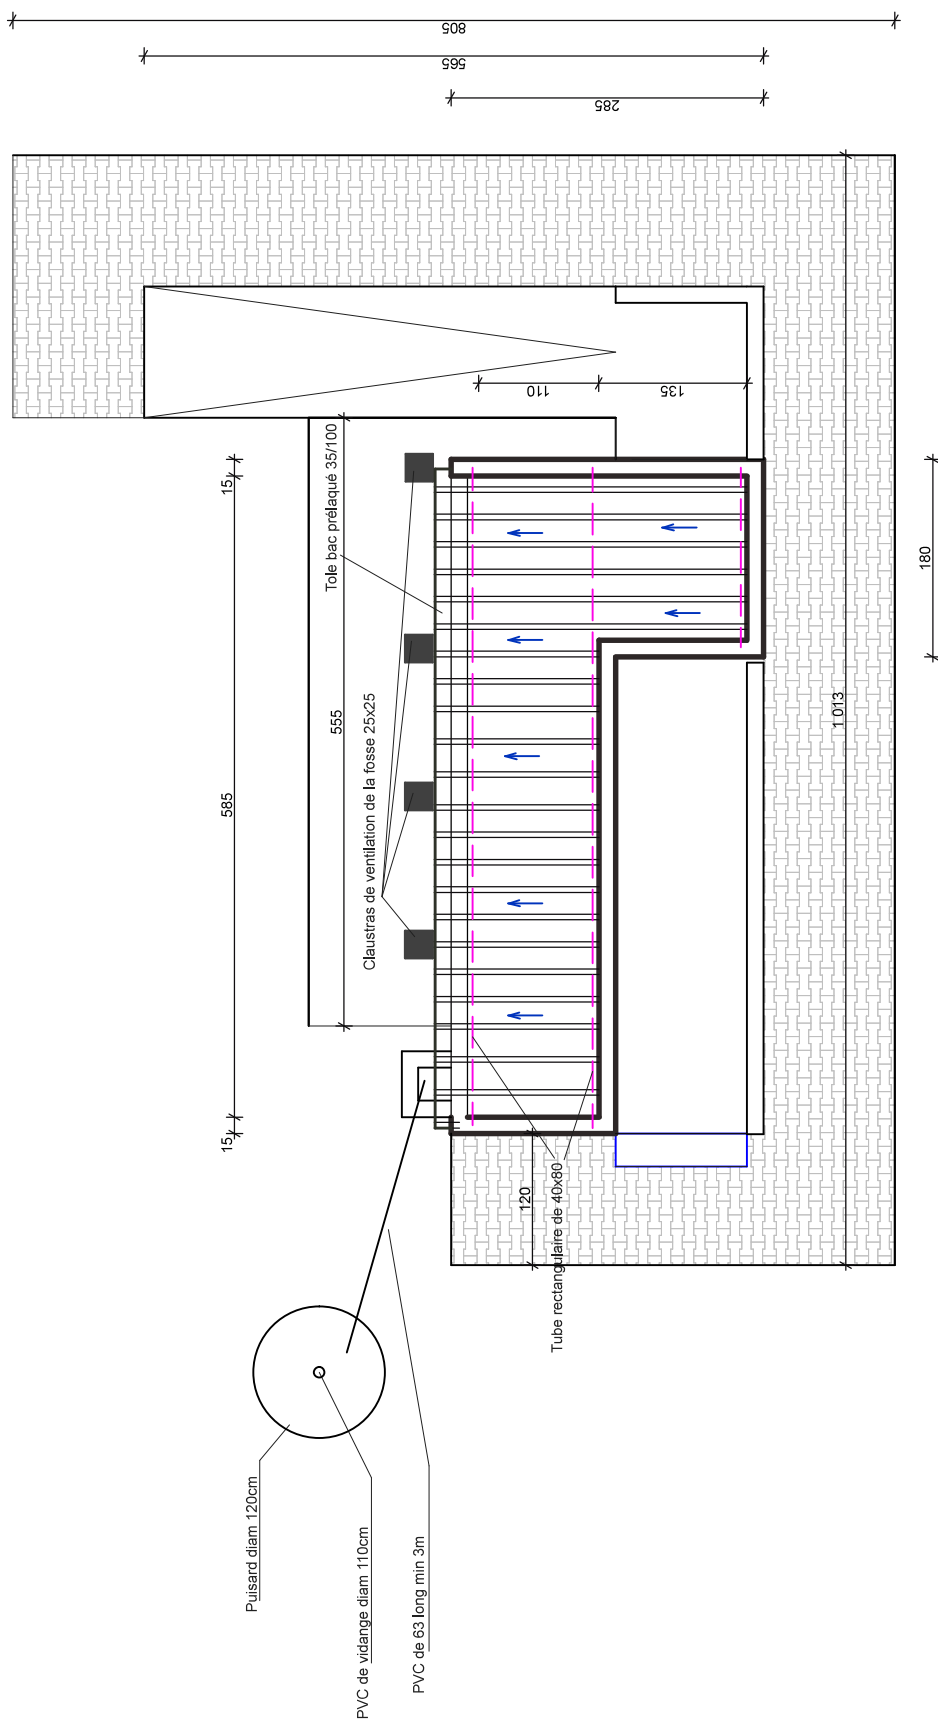 805
565
285
110
135
15
585
15
555
120
180
1 013
Tole bac prélaqué 35/100
Claustras de ventilation de la fosse 25x25
Tube rectangulaire de 40x80
Puisard diam 120cm
PVC de vidange diam 110cm
PVC de 63 long min 3m